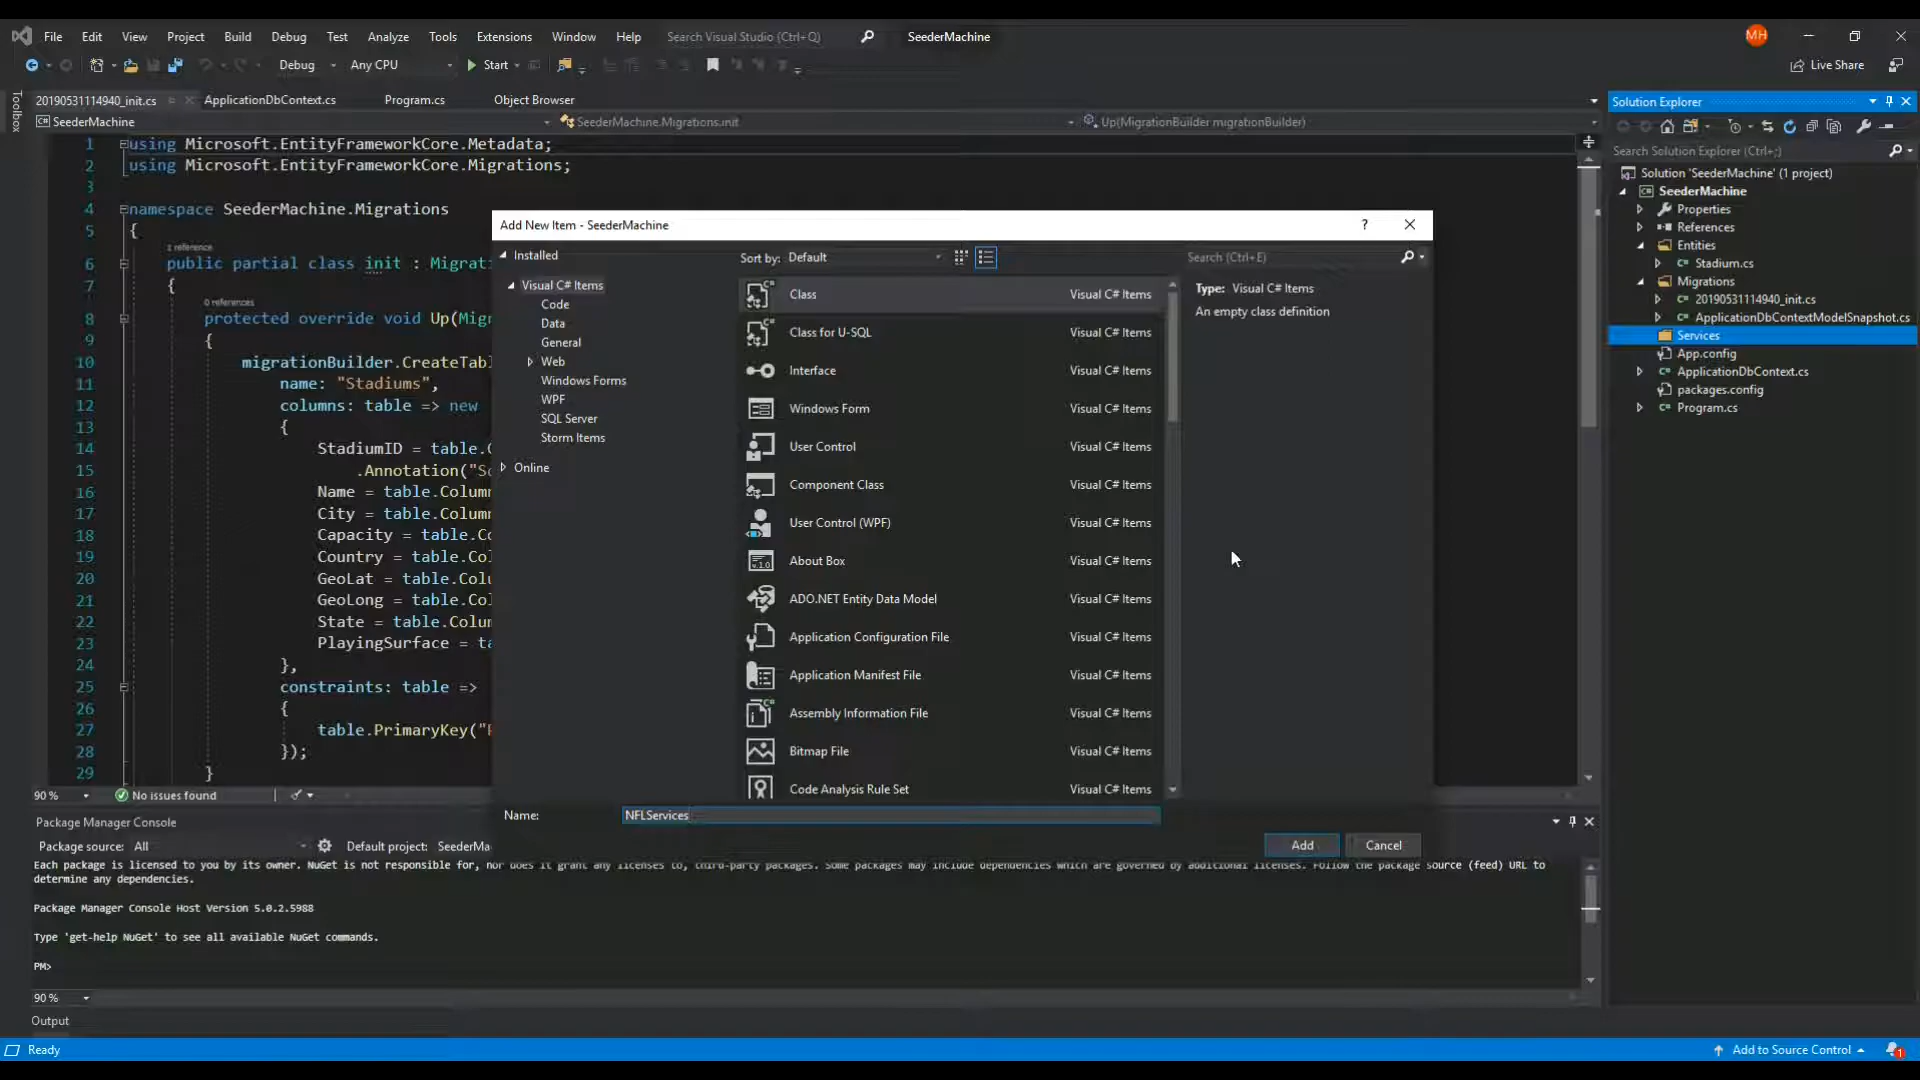 File Edit View Project Build Debug Test Analyze Tools Extensions Window Help Search Visual Studio (Ctrl+Q) SeederMachine MH
Debug Any CPU Start Live Share
Toolbox
20190531114940_init.cs ApplicationDbContext.cs Program.cs Object Browser
SeederMachine SeederMachine.Migrations.init Up(MigrationBuilder migrationBuilder)
1 using Microsoft.EntityFrameworkCore.Metadata;
2 using Microsoft.EntityFrameworkCore.Migrations;
3
4 namespace SeederMachine.Migrations
5 {
1 reference
6 public partial class init : Migrati
7 {
0 references
8 protected override void Up(Mig
9 {
10 migrationBuilder.CreateTabl
11 name: "Stadiums",
12 columns: table => new
13 {
14 StadiumID = table.C
15 .Annotation("Sq
16 Name = table.Column
17 City = table.Column
18 Capacity = table.Co
19 Country = table.Col
20 GeoLat = table.Colu
21 GeoLong = table.Col
22 State = table.Colum
23 PlayingSurface = ta
24 },
25 constraints: table =>
26 {
27 table.PrimaryKey("P
28 });
29 }
90 % No issues found
Add New Item - SeederMachine ?
Installed
Visual C# Items
Code
Data
General
Web
Windows Forms
WPF
SQL Server
Storm Items
Online
Sort by: Default
Class Visual C# Items
Class for U-SQL Visual C# Items
Interface Visual C# Items
Windows Form Visual C# Items
User Control Visual C# Items
Component Class Visual C# Items
User Control (WPF) Visual C# Items
About Box Visual C# Items
ADO.NET Entity Data Model Visual C# Items
Application Configuration File Visual C# Items
Application Manifest File Visual C# Items
Assembly Information File Visual C# Items
Bitmap File Visual C# Items
Code Analysis Rule Set Visual C# Items
Search (Ctrl+E)
Type: Visual C# Items
An empty class definition
Name: NFLServices
Add Cancel
Solution Explorer
Search Solution Explorer (Ctrl+;)
Solution 'SeederMachine' (1 project)
SeederMachine
Properties
References
Entities
Stadium.cs
Migrations
20190531114940_init.cs
ApplicationDbContextModelSnapshot.cs
Services
App.config
ApplicationDbContext.cs
packages.config
Program.cs
Package Manager Console
Package source: All Default project: SeederMa
Each package is licensed to you by its owner. NuGet is not responsible for, nor does it grant any licenses to, third-party packages. Some packages may include dependencies which are governed by additional licenses. Follow the package source (feed) URL to
determine any dependencies.
Package Manager Console Host Version 5.0.2.5988
Type 'get-help NuGet' to see all available NuGet commands.
PM>
90 %
Output
Ready Add to Source Control 1